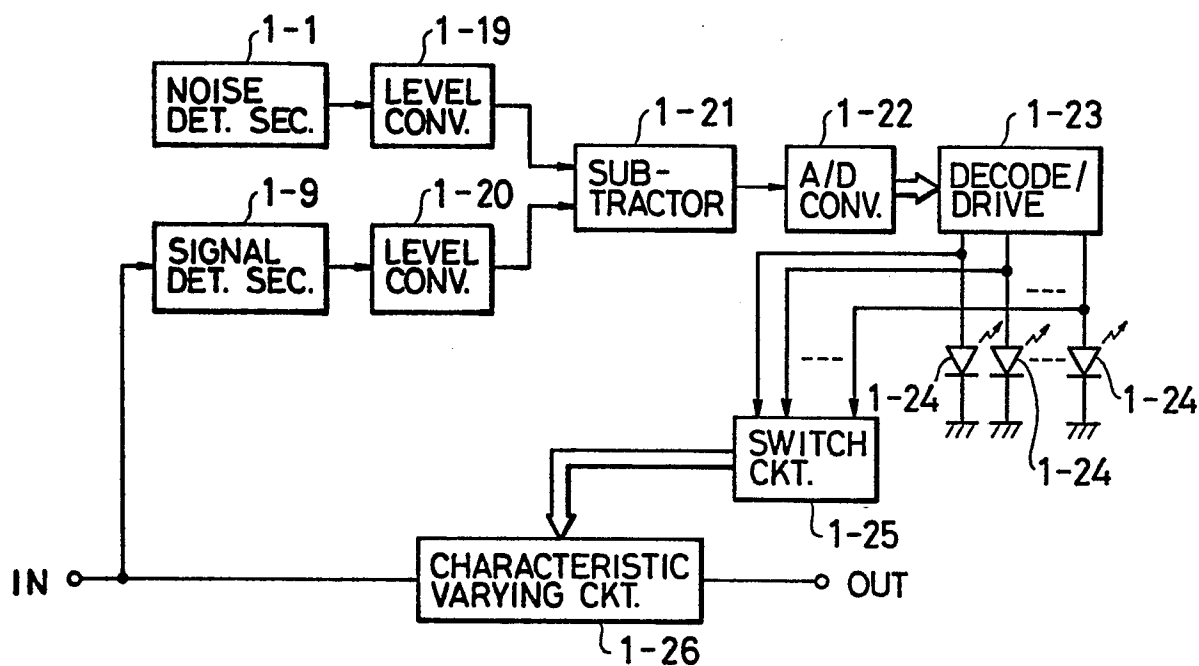 1-1
1-19
NOISE
DET. SEC.
LEVEL
CONV.
1-21
1-22
1-23
SUB-
TRACTOR
A/D
CONV.
DECODE/
DRIVE
1-9
1-20
SIGNAL
DET. SEC.
LEVEL
CONV.
1-24
1-24
1-24
SWITCH
CKT.
1-25
IN
CHARACTERISTIC
VARYING CKT.
OUT
1-26